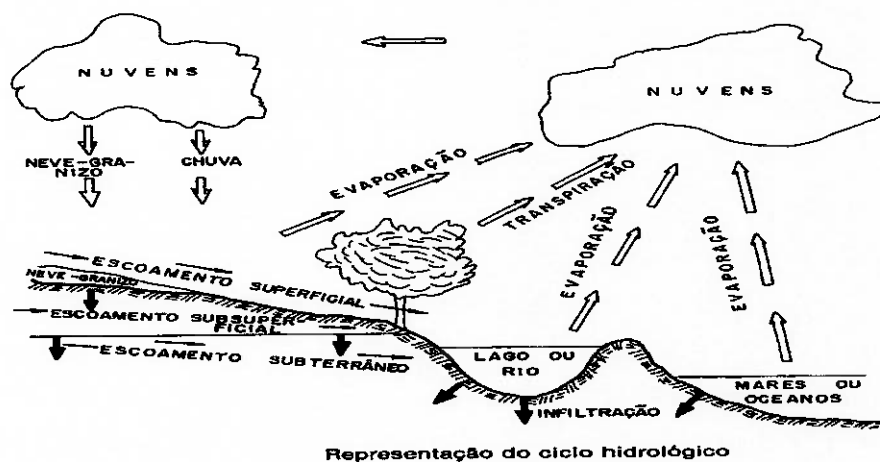 NUVENS
NUVENS
NEVE-GRA-
NIZO
CHUVA
EVAPORAÇÃO
TRANSPIRAÇÃO
EVAPORAÇÃO
EVAPORAÇÃO
ESCOAMENTO SUPERFICIAL
NEVE-GRANIZO
ESCOAMENTO SUBSUPER-
FICIAL
ESCOAMENTO SUBTERRÂNEO
LAGO OU
RIO
MARES OU
OCEANOS
INFILTRAÇÃO
Representação do ciclo hidrológico